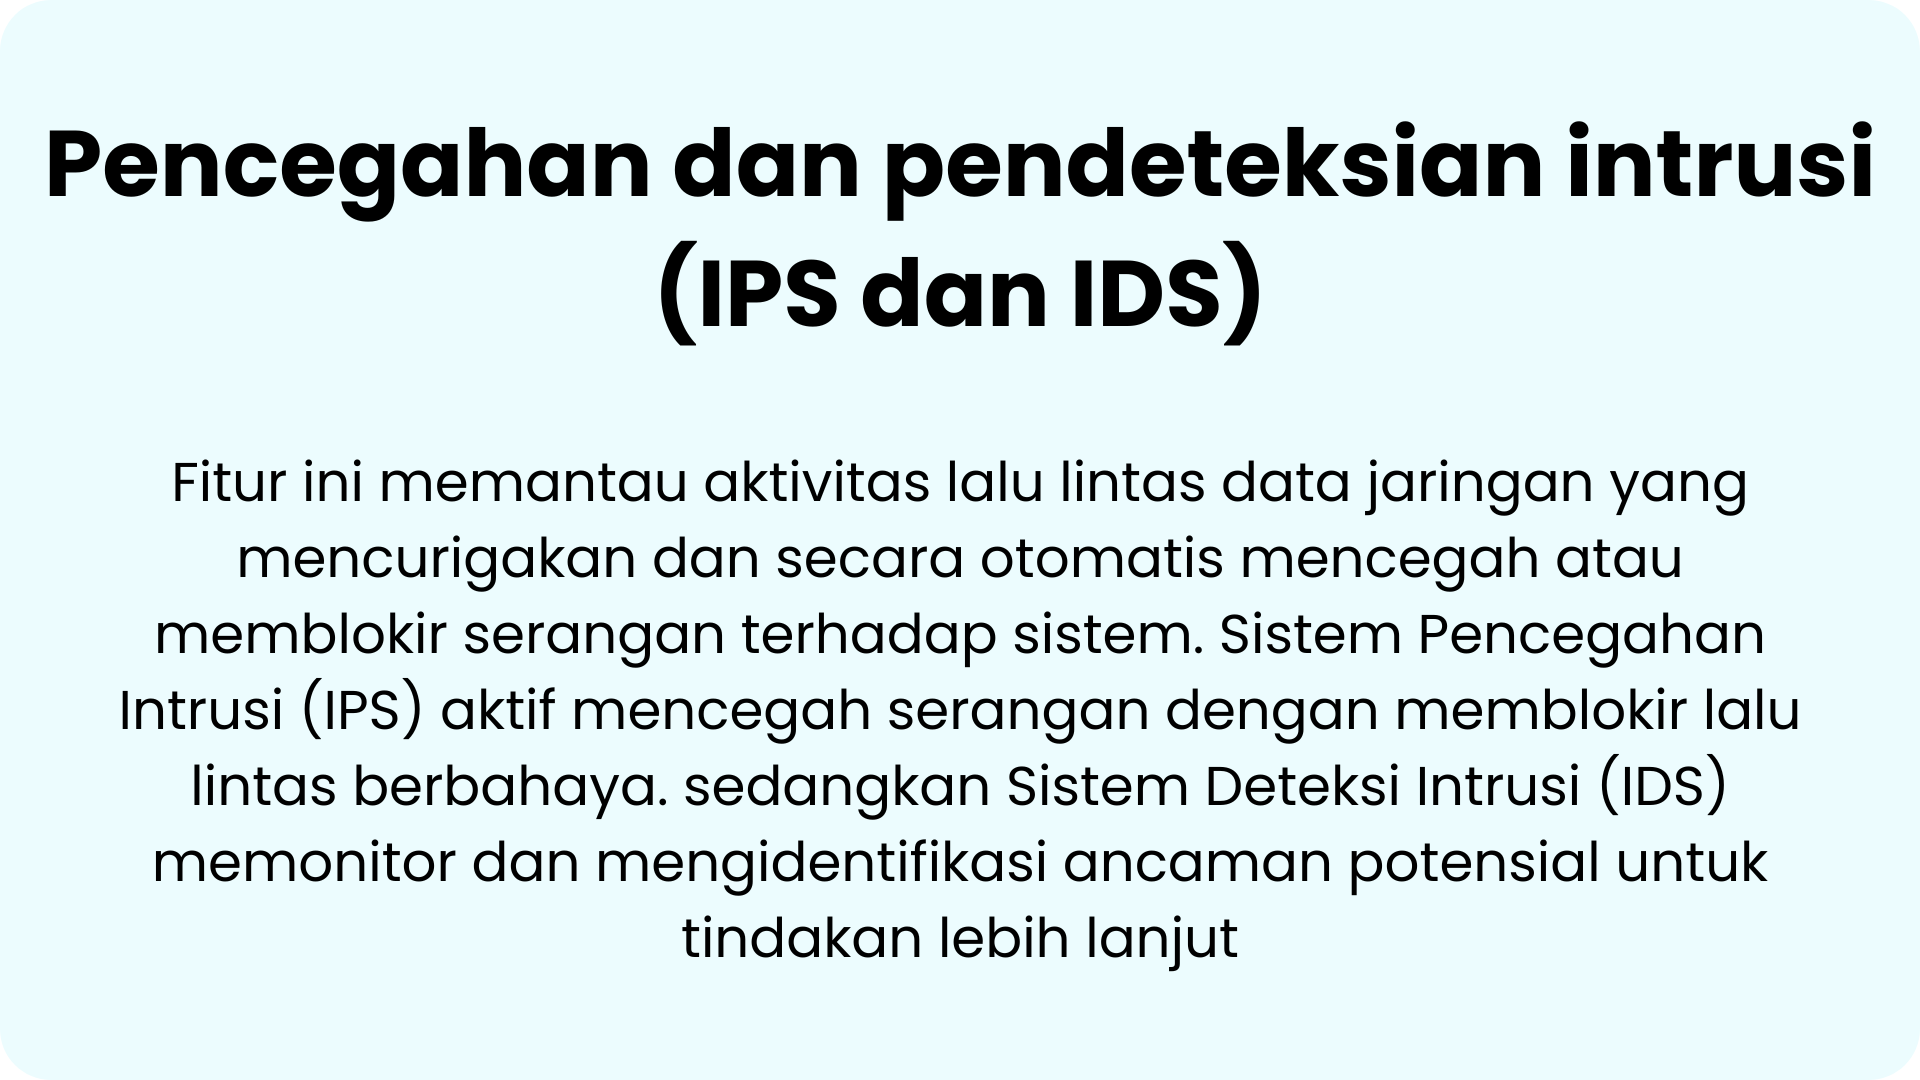 Pencegahan dan pendeteksian intrusi
(IPS dan IDS)
Fitur ini memantau aktivitas lalu lintas data jaringan yang
mencurigakan dan secara otomatis mencegah atau
memblokir serangan terhadap sistem. Sistem Pencegahan
Intrusi (IPS) aktif mencegah serangan dengan memblokir lalu
lintas berbahaya. sedangkan Sistem Deteksi Intrusi (IDS)
memonitor dan mengidentifikasi ancaman potensial untuk
tindakan lebih lanjut